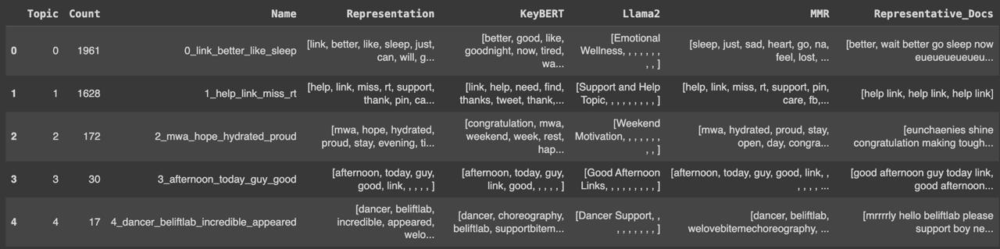 Topic Count Name Representation KeyBERT Llama2 MMR Representative_Docs
0 0 1961 0_link_better_like_sleep [link, better, like, sleep, just, can, will, g... [better, good, like, goodnight, now, tired, wa... [Emotional Wellness, , , , , , , , , ] [sleep, just, sad, heart, go, na, feel, lost, ... [better, wait better go sleep now eueueueueueu...
1 1 1628 1_help_link_miss_rt [help, link, miss, rt, support, thank, pin, ca... [link, help, need, find, thanks, tweet, thank,... [Support and Help Topic, , , , , , , , , ] [help, link, miss, rt, support, pin, care, fb,... [help link, help link, help link]
2 2 172 2_mwa_hope_hydrated_proud [mwa, hope, hydrated, proud, stay, evening, ti... [congratulation, mwa, weekend, week, rest, hap... [Weekend Motivation, , , , , , , , , ] [mwa, hydrated, proud, stay, open, day, congra... [eunchaenies shine congratulation making tough...
3 3 30 3_afternoon_today_guy_good [afternoon, today, guy, good, link, , , , , ] [afternoon, today, guy, link, good, , , , , ] [Good Afternoon Links, , , , , , , , , ] [afternoon, today, guy, good, link, , , , , , ... [good afternoon guy today link, good afternoon...
4 4 17 4_dancer_beliftlab_incredible_appeared [dancer, beliftlab, incredible, appeared, welo... [dancer, choreography, beliftlab, supportbitem... [Dancer Support, , , , , , , , , ] [dancer, beliftlab, welovebitemechoreography, ... [mrrrrly hello beliftlab please support boy ne...